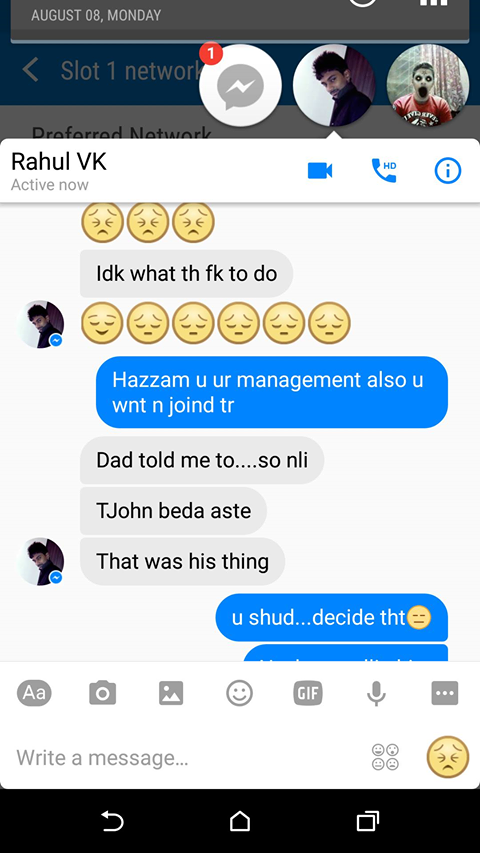 AUGUST 08, MONDAY
Slot 1 network
1
Preferred Network
Rahul VK
Active now
HD
Idk what th fk to do
Hazzam u ur management also u
wnt n joind tr
Dad told me to....so nli
TJohn beda aste
That was his thing
u shud...decide tht
Aa
GIF
Write a message...